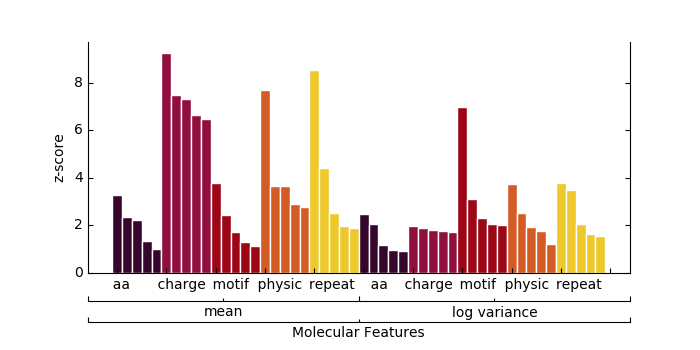 8
6
4
2
0
z-score
aa charge motif physic repeat aa charge motif physic repeat
mean log variance
Molecular Features